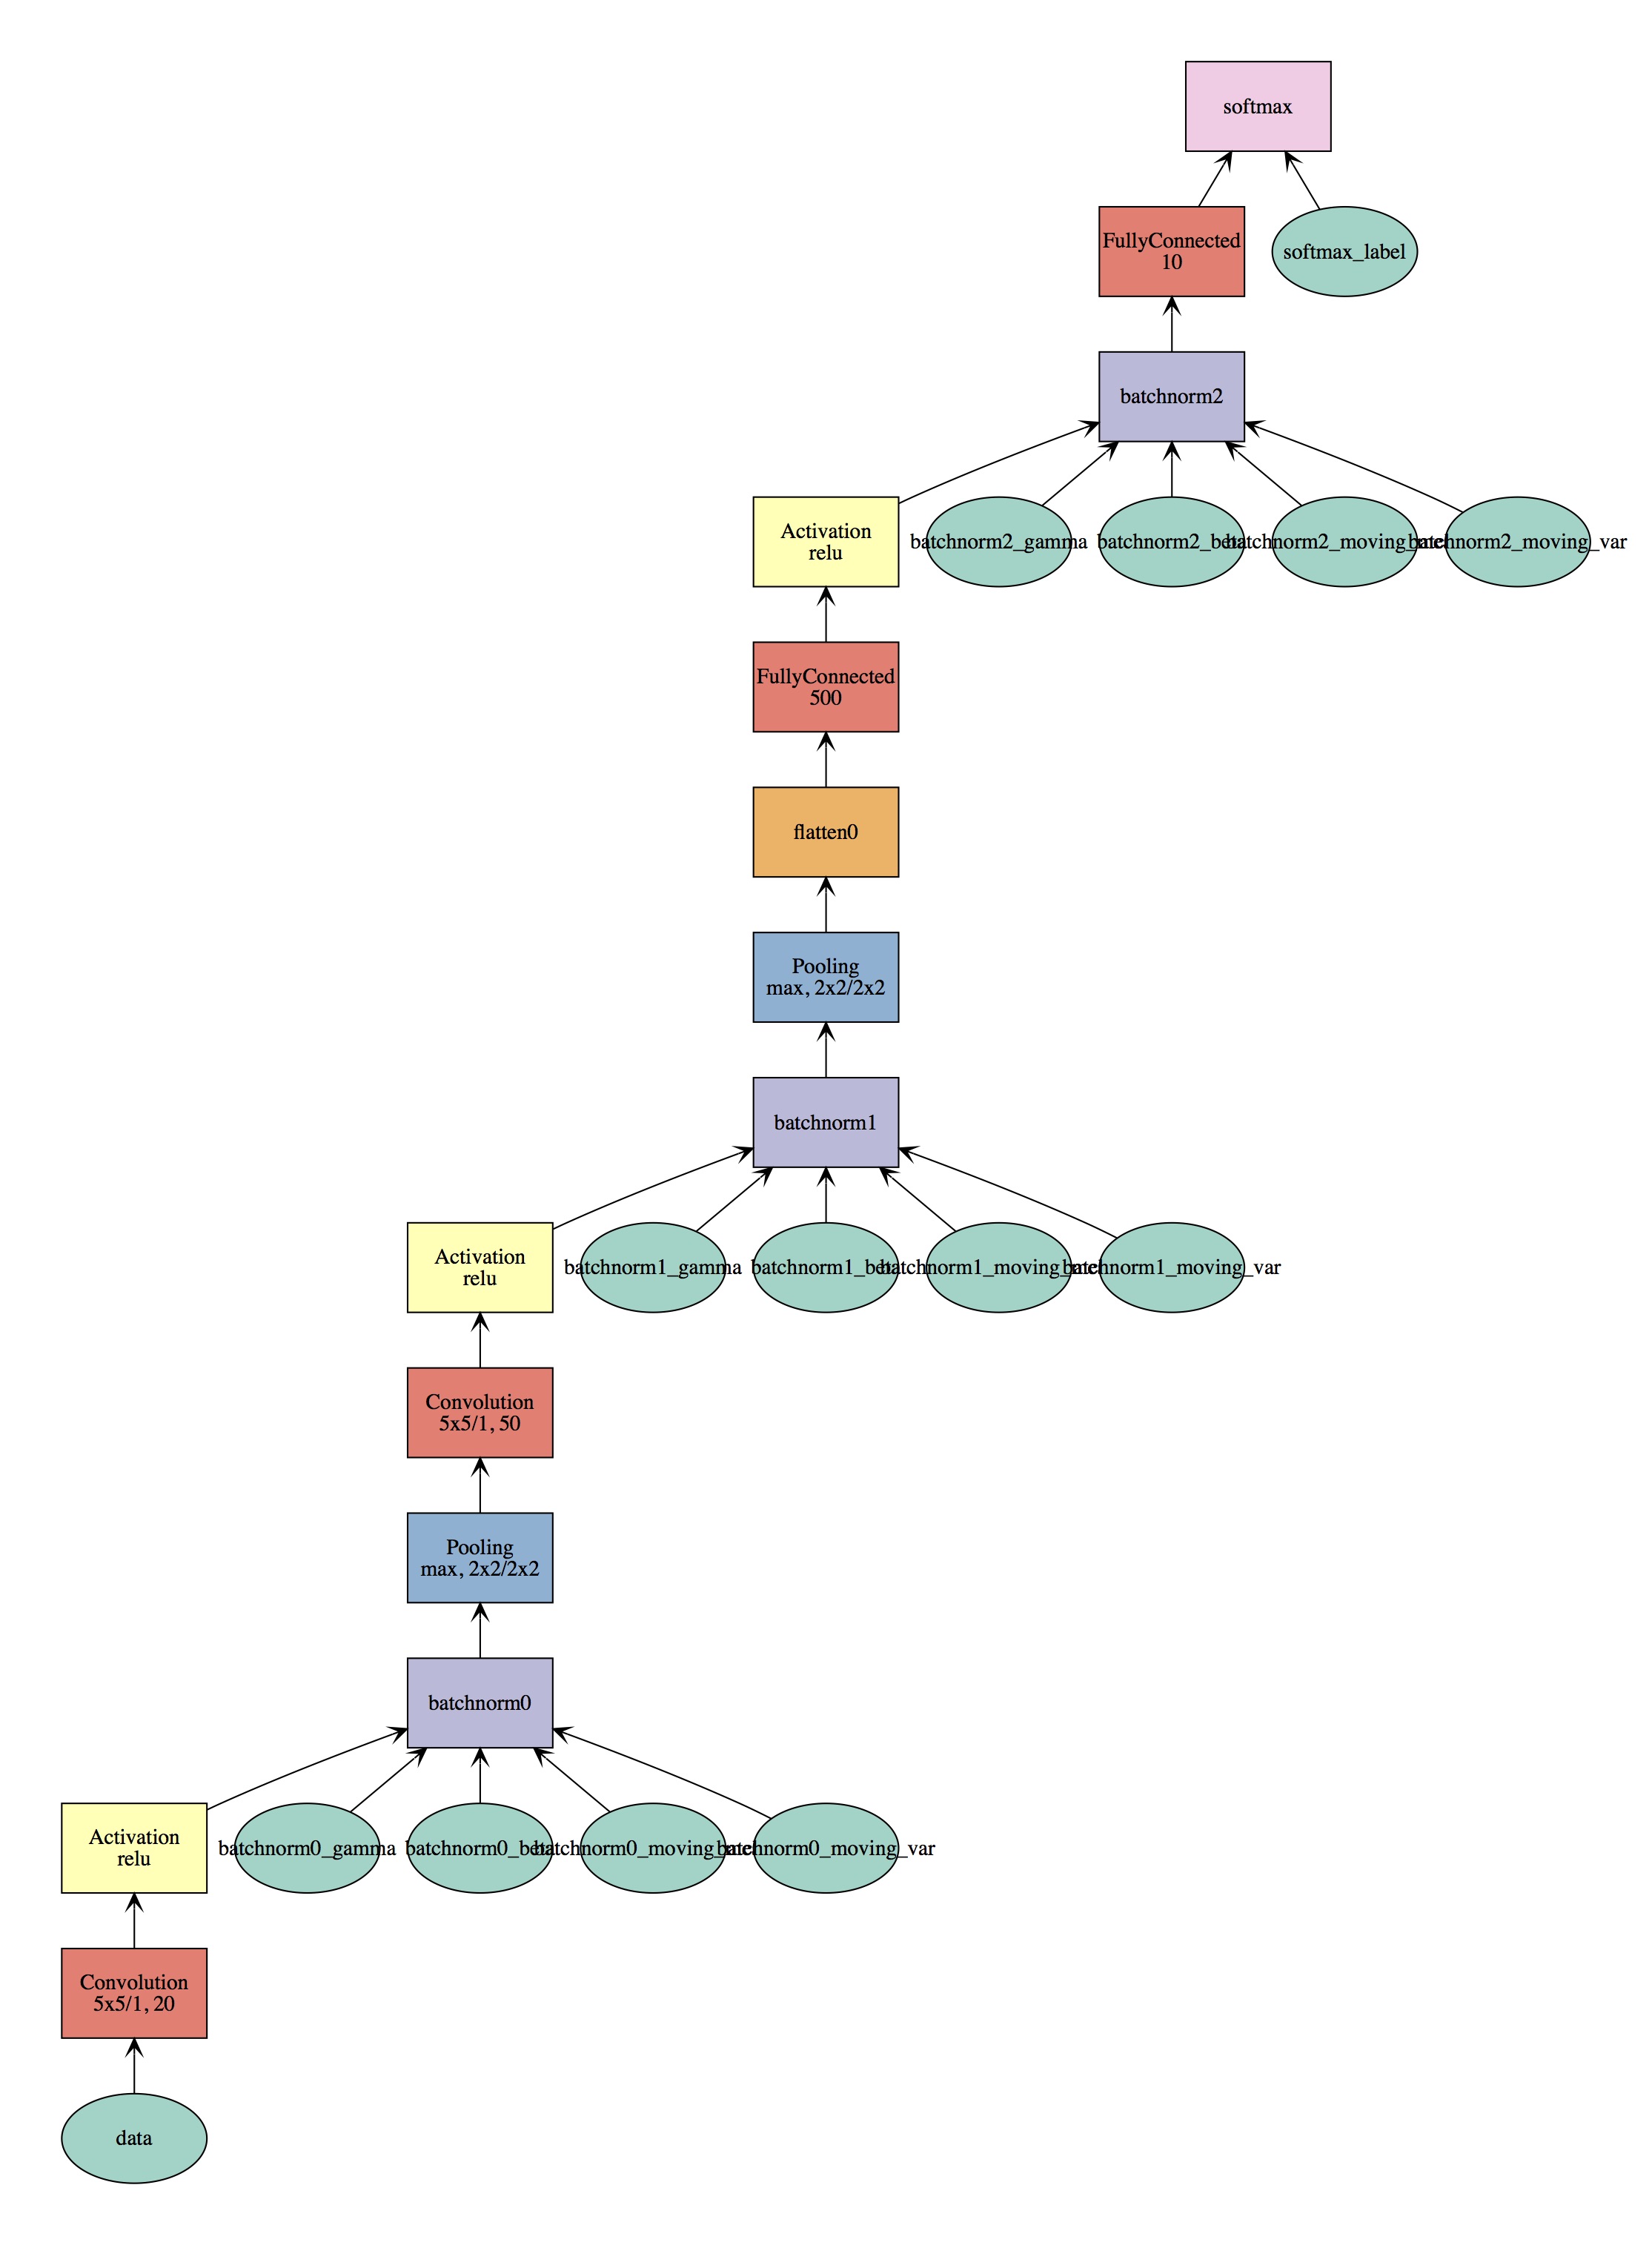 softmax
FullyConnected
10
softmax_label
batchnorm2
Activation
relu
batchnorm2_gamma
batchnorm2_beta
batchnorm2_moving_mean
batchnorm2_moving_var
FullyConnected
500
flatten0
Pooling
max, 2x2/2x2
batchnorm1
Activation
relu
batchnorm1_gamma
batchnorm1_beta
batchnorm1_moving_mean
batchnorm1_moving_var
Convolution
5x5/1, 50
Pooling
max, 2x2/2x2
batchnorm0
Activation
relu
batchnorm0_gamma
batchnorm0_beta
batchnorm0_moving_mean
batchnorm0_moving_var
Convolution
5x5/1, 20
data